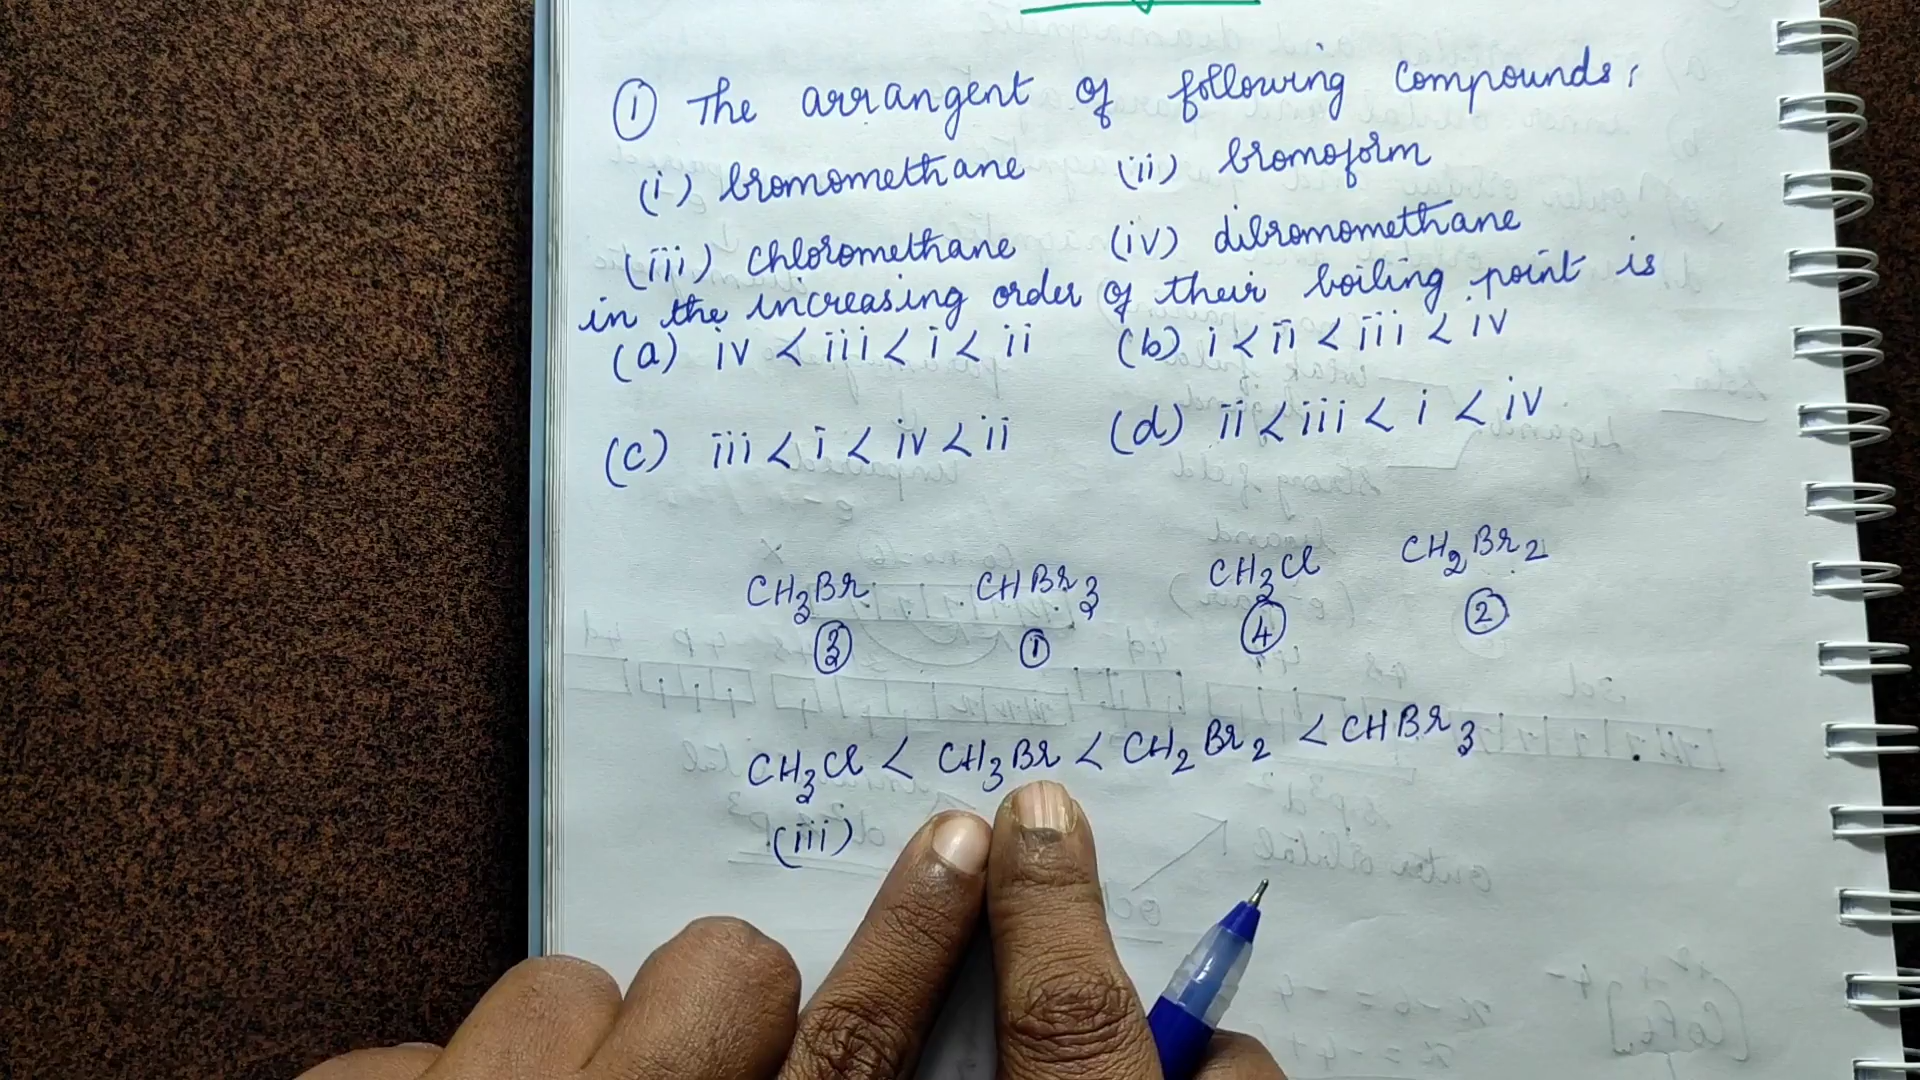 ① The arrangent of following compounds:
(i) bromomethane (ii) bromoform
(iii) chloromethane (iv) dibromomethane
in the increasing order of their boiling point is
(a) iv < iii < i < ii (b) i < ii < iii < iv
(c) iii < i < iv < ii (d) ii < iii < i < iv
CH₃Br CHBr₃ CH₃Cl CH₂Br₂
③ ① ④ ②
CH₃Cl < CH₃Br < CH₂Br₂ < CHBr₃
(iii)